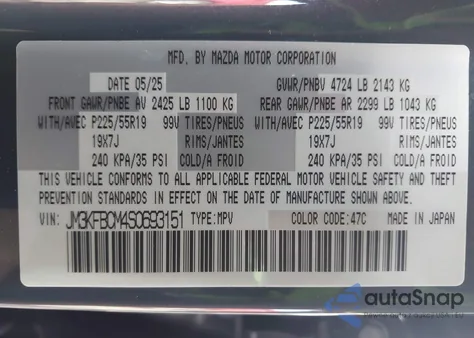 MFD. BY MAZDA MOTOR CORPORATION
DATE 05/25 GVWR/PNBV 4724 LB 2143 KG
FRONT GAWR/PNBE AV 2425 LB 1100 KG REAR GAWR/PNBE AR 2299 LB 1043 KG
WITH/AVEC P225/55R19 99V TIRES/PNEUS WITH/AVEC P225/55R19 99V TIRES/PNEUS
19X7J RIMS/JANTES 19X7J RIMS/JANTES
240 KPA/35 PSI COLD/A FROID 240 KPA/35 PSI COLD/A FROID
THIS VEHICLE CONFORMS TO ALL APPLICABLE FEDERAL MOTOR VEHICLE SAFETY AND THEFT
PREVENTION STANDARDS IN EFFECT ON THE DATE OF MANUFACTURE SHOWN ABOVE.
VIN: JM3KFBCM4S0693151 TYPE: MPV COLOR CODE: 47C MADE IN JAPAN
autoSnap